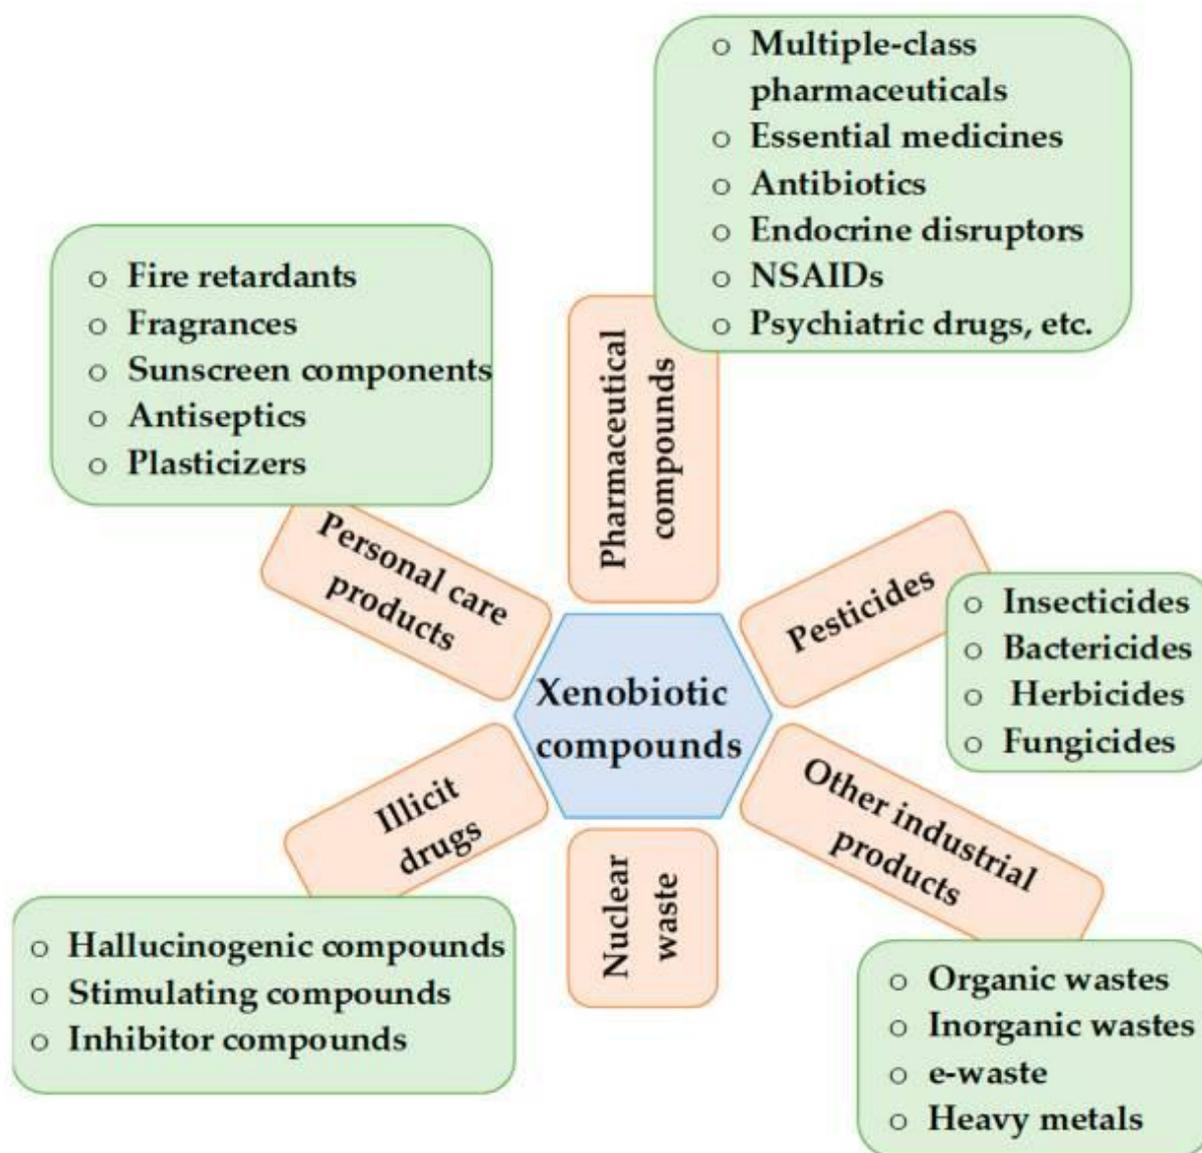 ○ Multiple-class
pharmaceuticals
○ Essential medicines
○ Antibiotics
○ Endocrine disruptors
○ NSAIDs
○ Psychiatric drugs, etc.
○ Fire retardants
○ Fragrances
○ Sunscreen components
○ Antiseptics
○ Plasticizers
Pharmaceutical
compounds
Personal care
products
Pesticides
○ Insecticides
○ Bactericides
○ Herbicides
○ Fungicides
Xenobiotic
compounds
Illicit
drugs
Nuclear
waste
Other industrial
products
○ Hallucinogenic compounds
○ Stimulating compounds
○ Inhibitor compounds
○ Organic wastes
○ Inorganic wastes
○ e-waste
○ Heavy metals